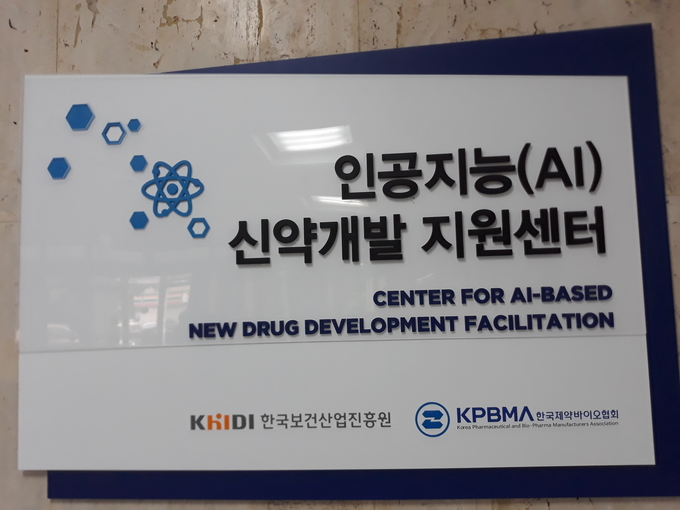 인공지능(AI)
신약개발 지원센터
CENTER FOR AI-BASED
NEW DRUG DEVELOPMENT FACILITATION
KHIDI 한국보건산업진흥원
KPBMA 한국제약바이오협회
Korea Pharmaceutical and Bio-Pharma Manufacturers Association